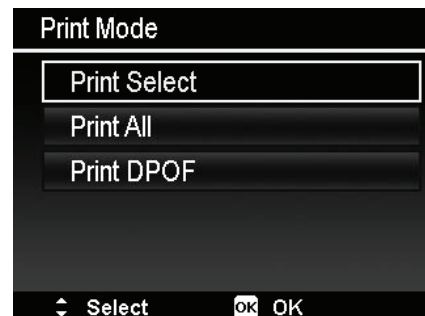 Print Mode
Print Select
Print All
Print DPOF
Select OK OK